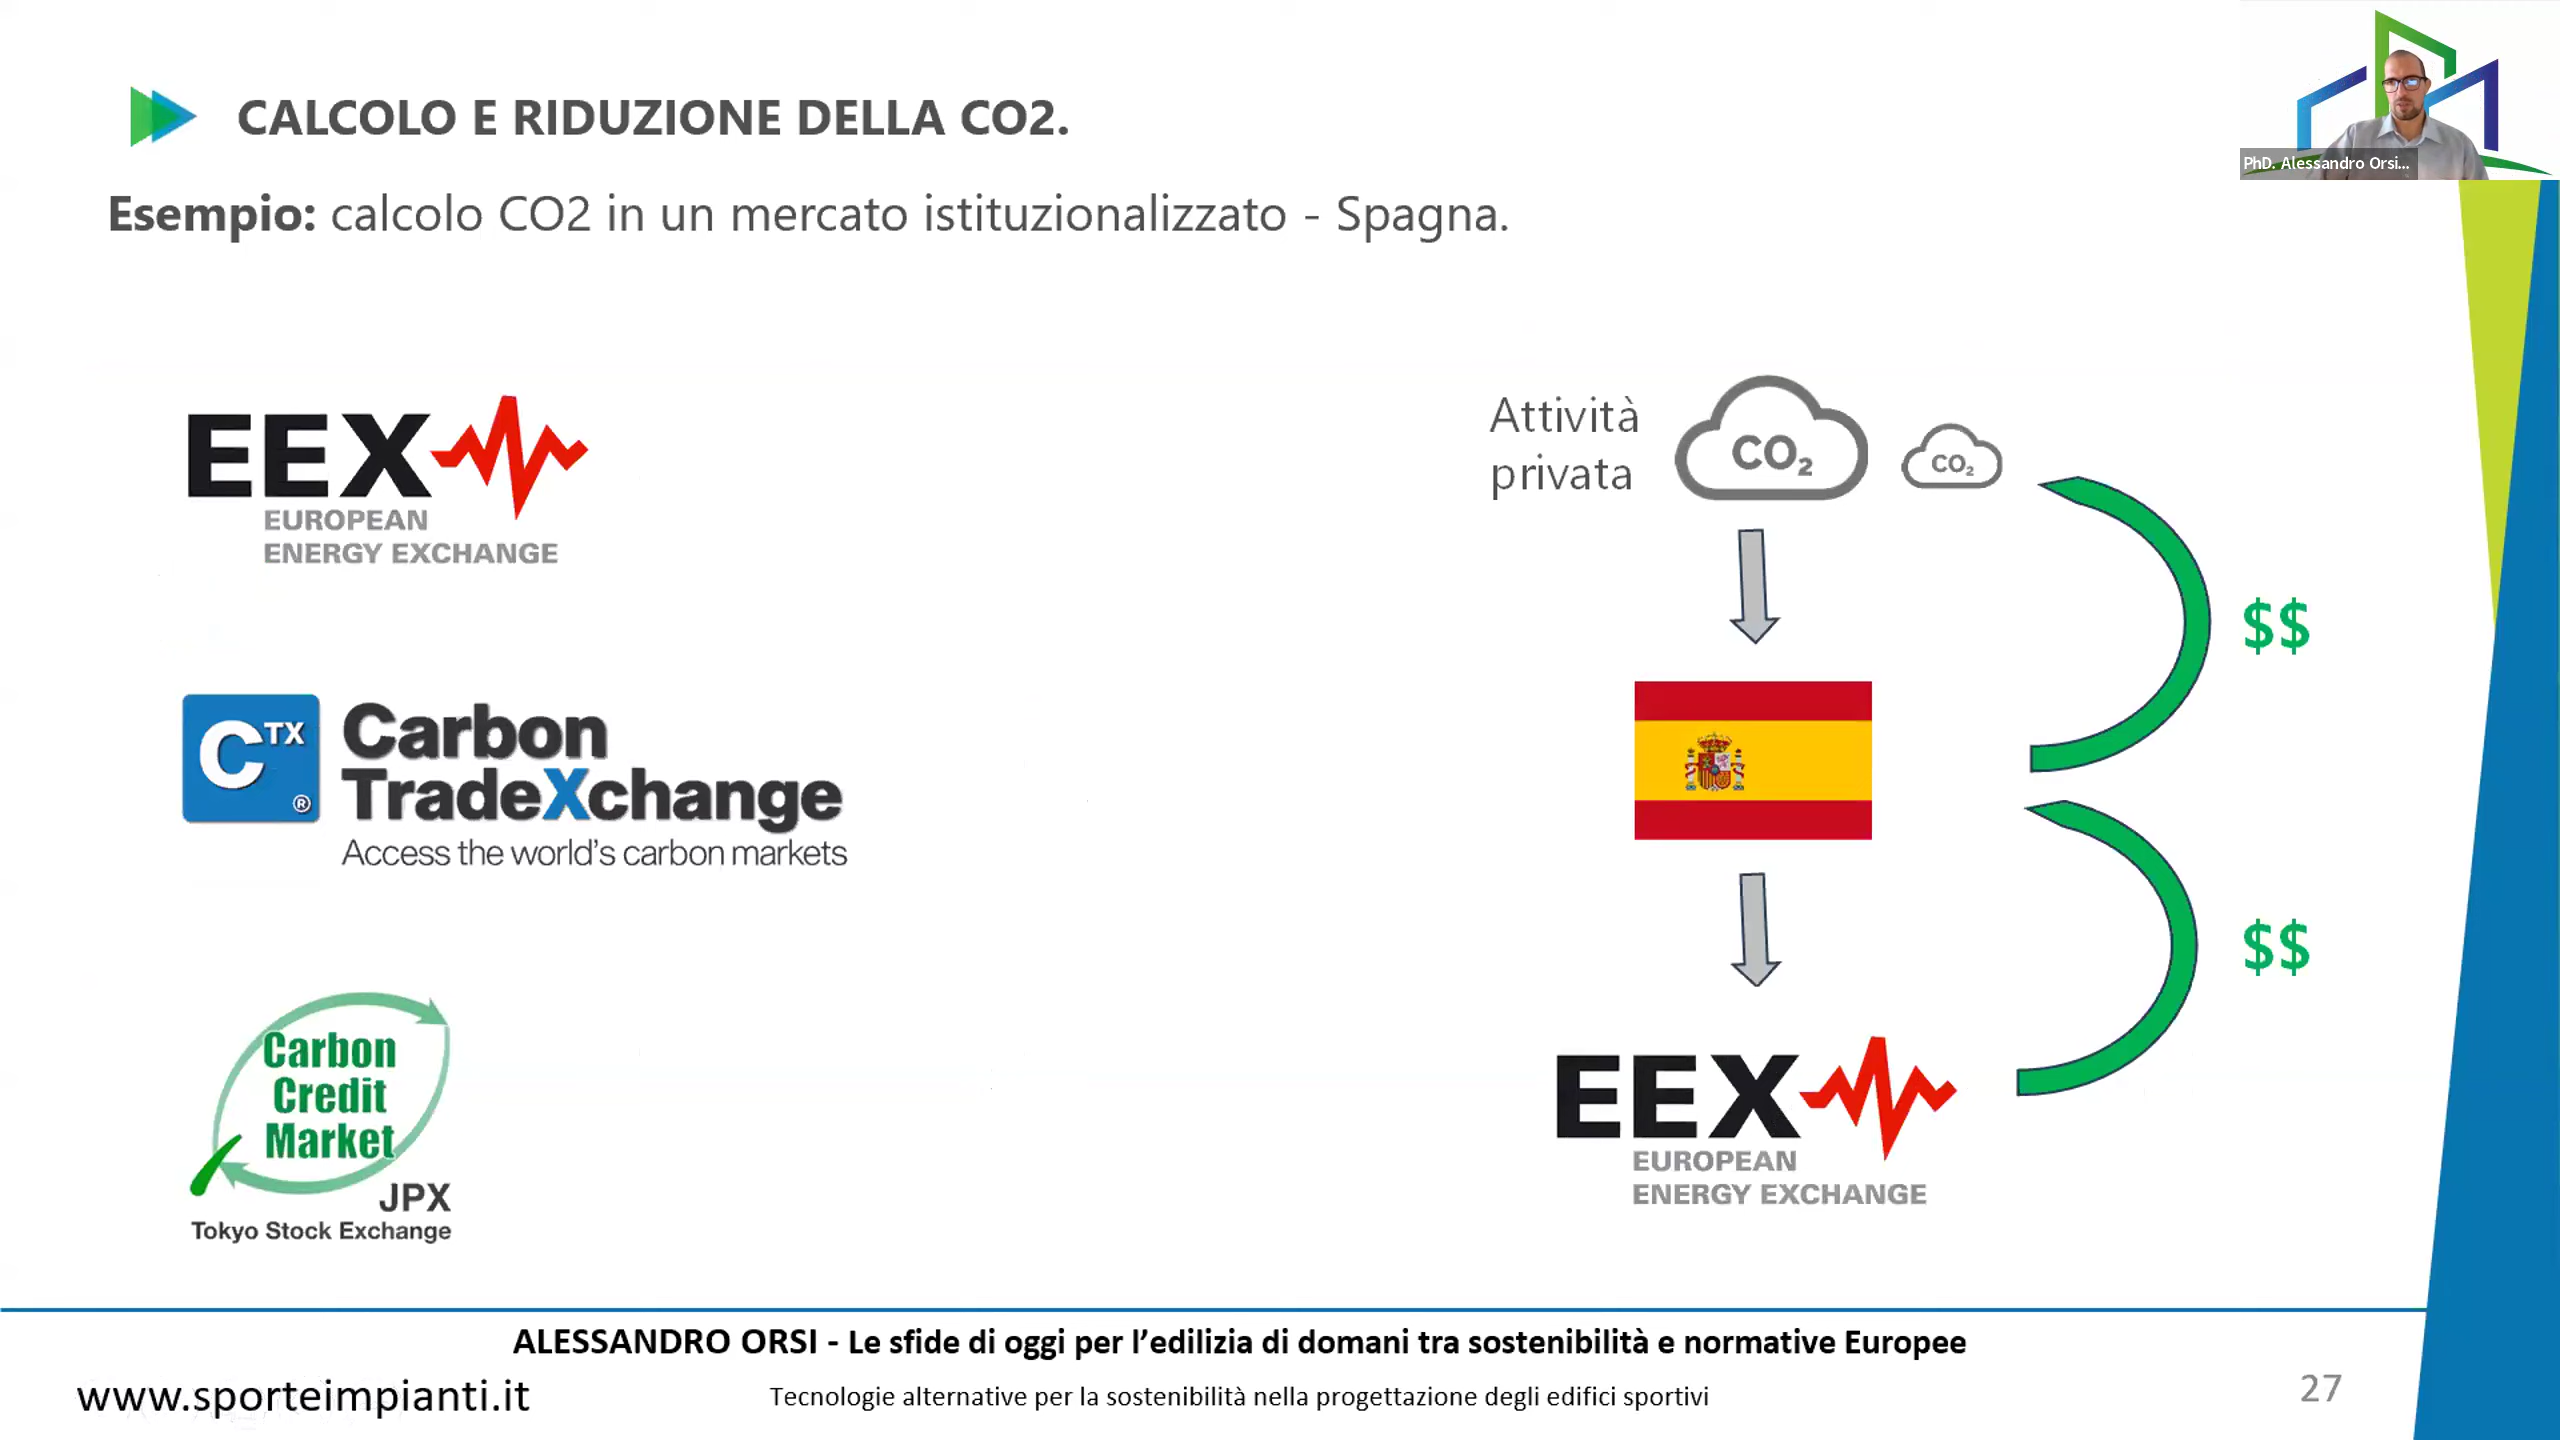 CALCOLO E RIDUZIONE DELLA CO2.
PhD. Alessandro Orsi...
Esempio: calcolo CO2 in un mercato istituzionalizzato - Spagna.
EEX
EUROPEAN
ENERGY EXCHANGE
CTX
®
Carbon
TradeXchange
Access the world's carbon markets
Carbon
Credit
Market
JPX
Tokyo Stock Exchange
Attività
privata
CO₂
CO₂
$$
$$
EEX
EUROPEAN
ENERGY EXCHANGE
ALESSANDRO ORSI - Le sfide di oggi per l’edilizia di domani tra sostenibilità e normative Europee
www.sporteimpianti.it
Tecnologie alternative per la sostenibilità nella progettazione degli edifici sportivi
27